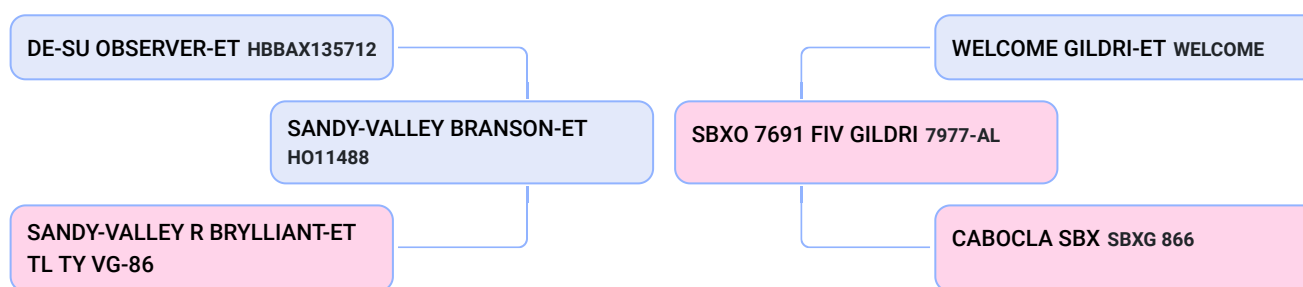 DE-SU OBSERVER-ET HBBAX135712
WELCOME GILDRI-ET WELCOME
SANDY-VALLEY BRANSON-ET
HO11488
SBXO 7691 FIV GILDRI 7977-AL
SANDY-VALLEY R BRYLLIANT-ET
TL TY VG-86
CABOCLA SBX SBXG 866